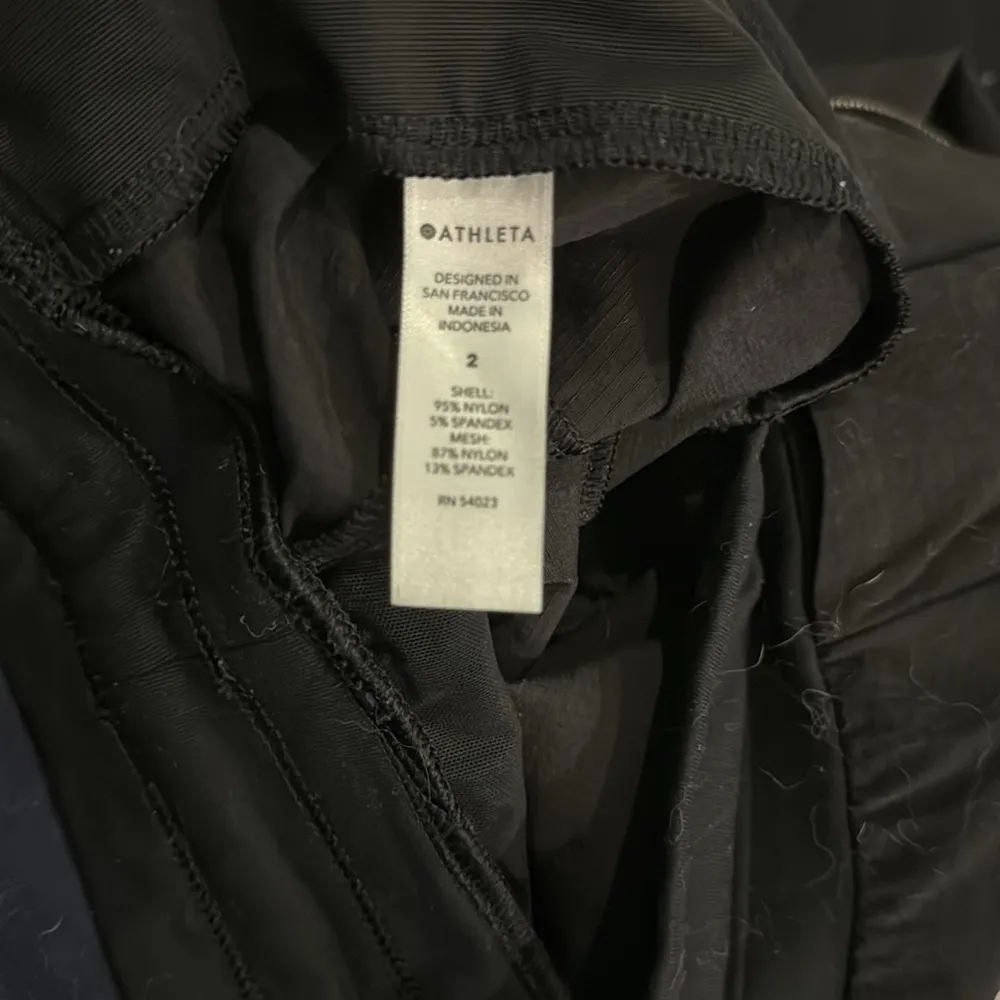 ATHLETA
DESIGNED IN
SAN FRANCISCO
MADE IN
INDONESIA
2
SHELL:
95% NYLON
5% SPANDEX
MESH:
87% NYLON
13% SPANDEX
RN 54023